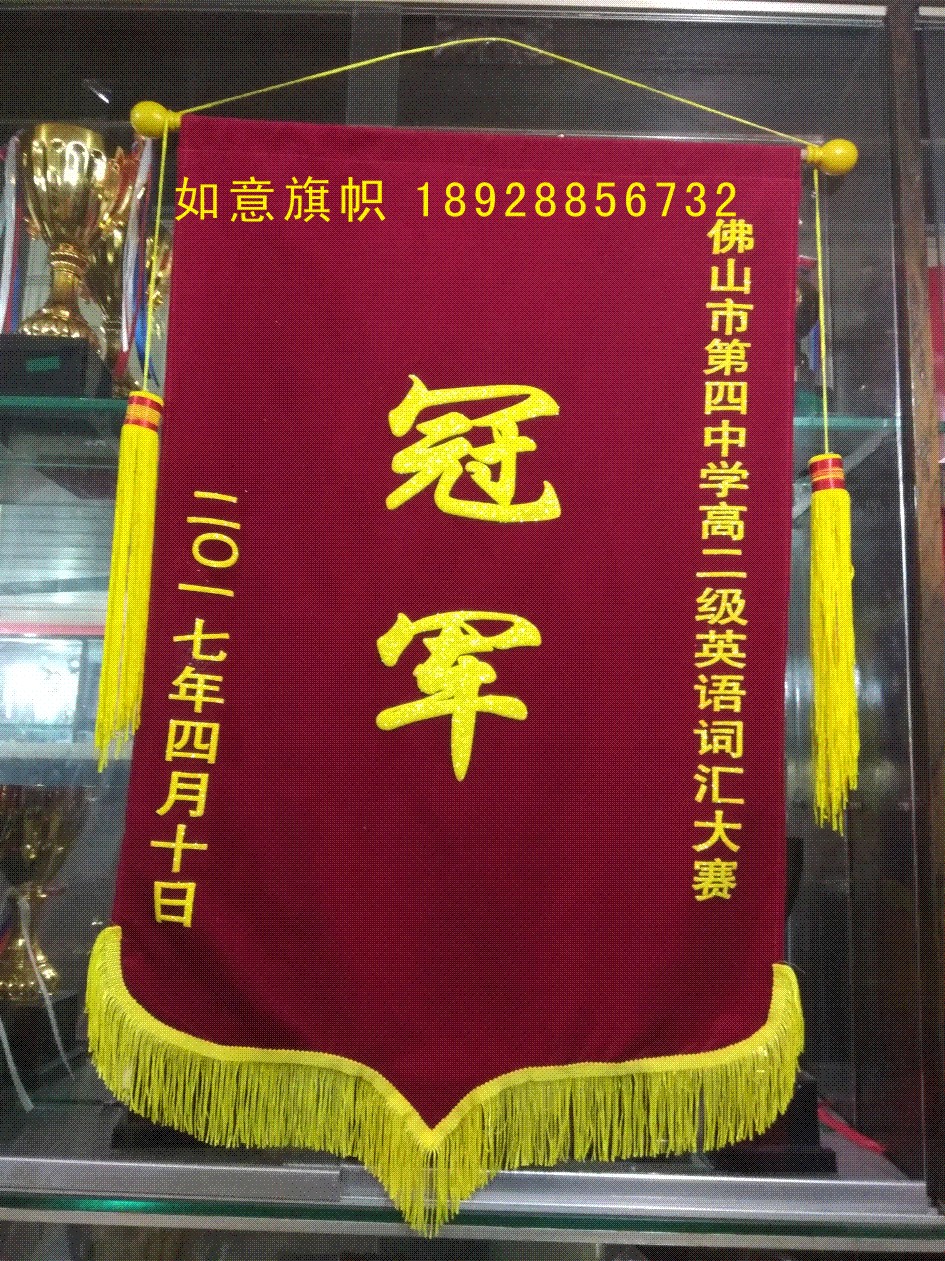 如意旗帜 18928856732
佛山市第四中学高二级英语词汇大赛
冠军
二〇一七年四月十日